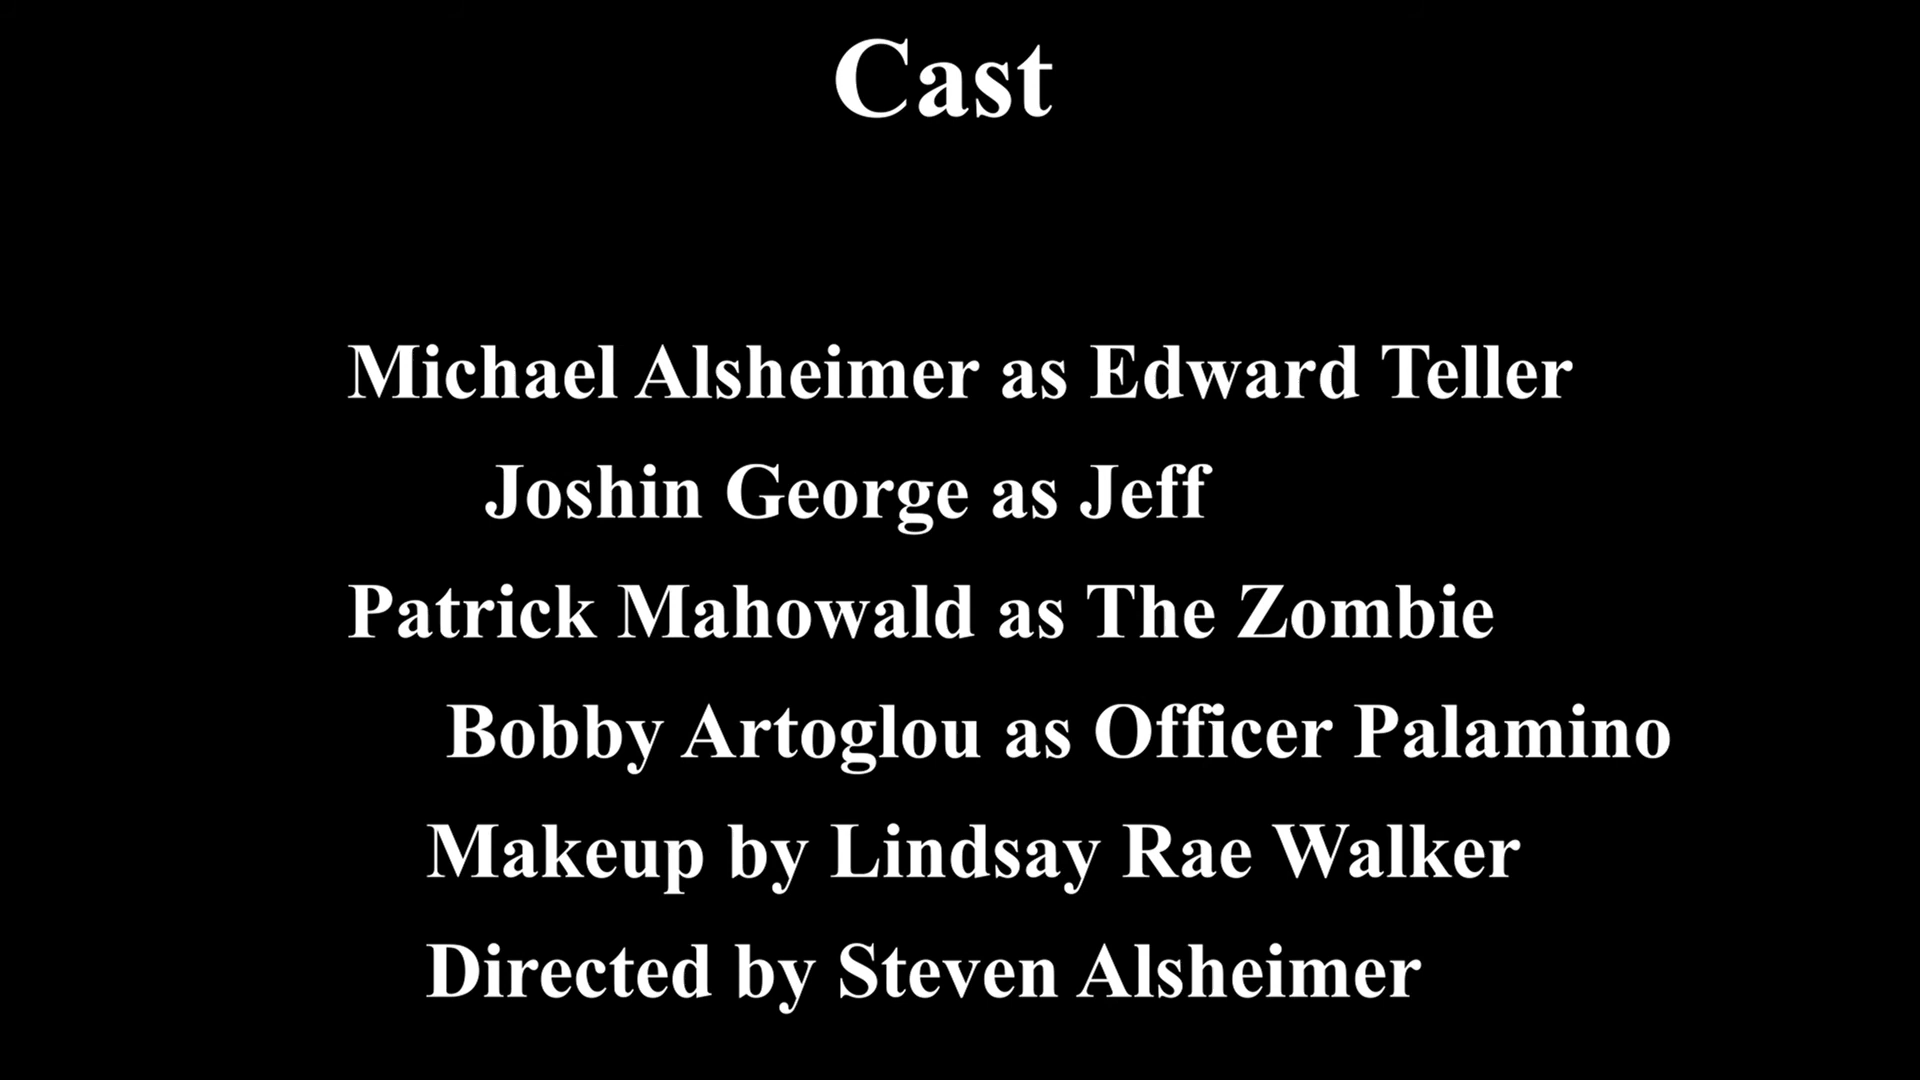 Cast
Michael Alsheimer as Edward Teller
Joshin George as Jeff
Patrick Mahowald as The Zombie
Bobby Artoglou as Officer Palamino
Makeup by Lindsay Rae Walker
Directed by Steven Alsheimer